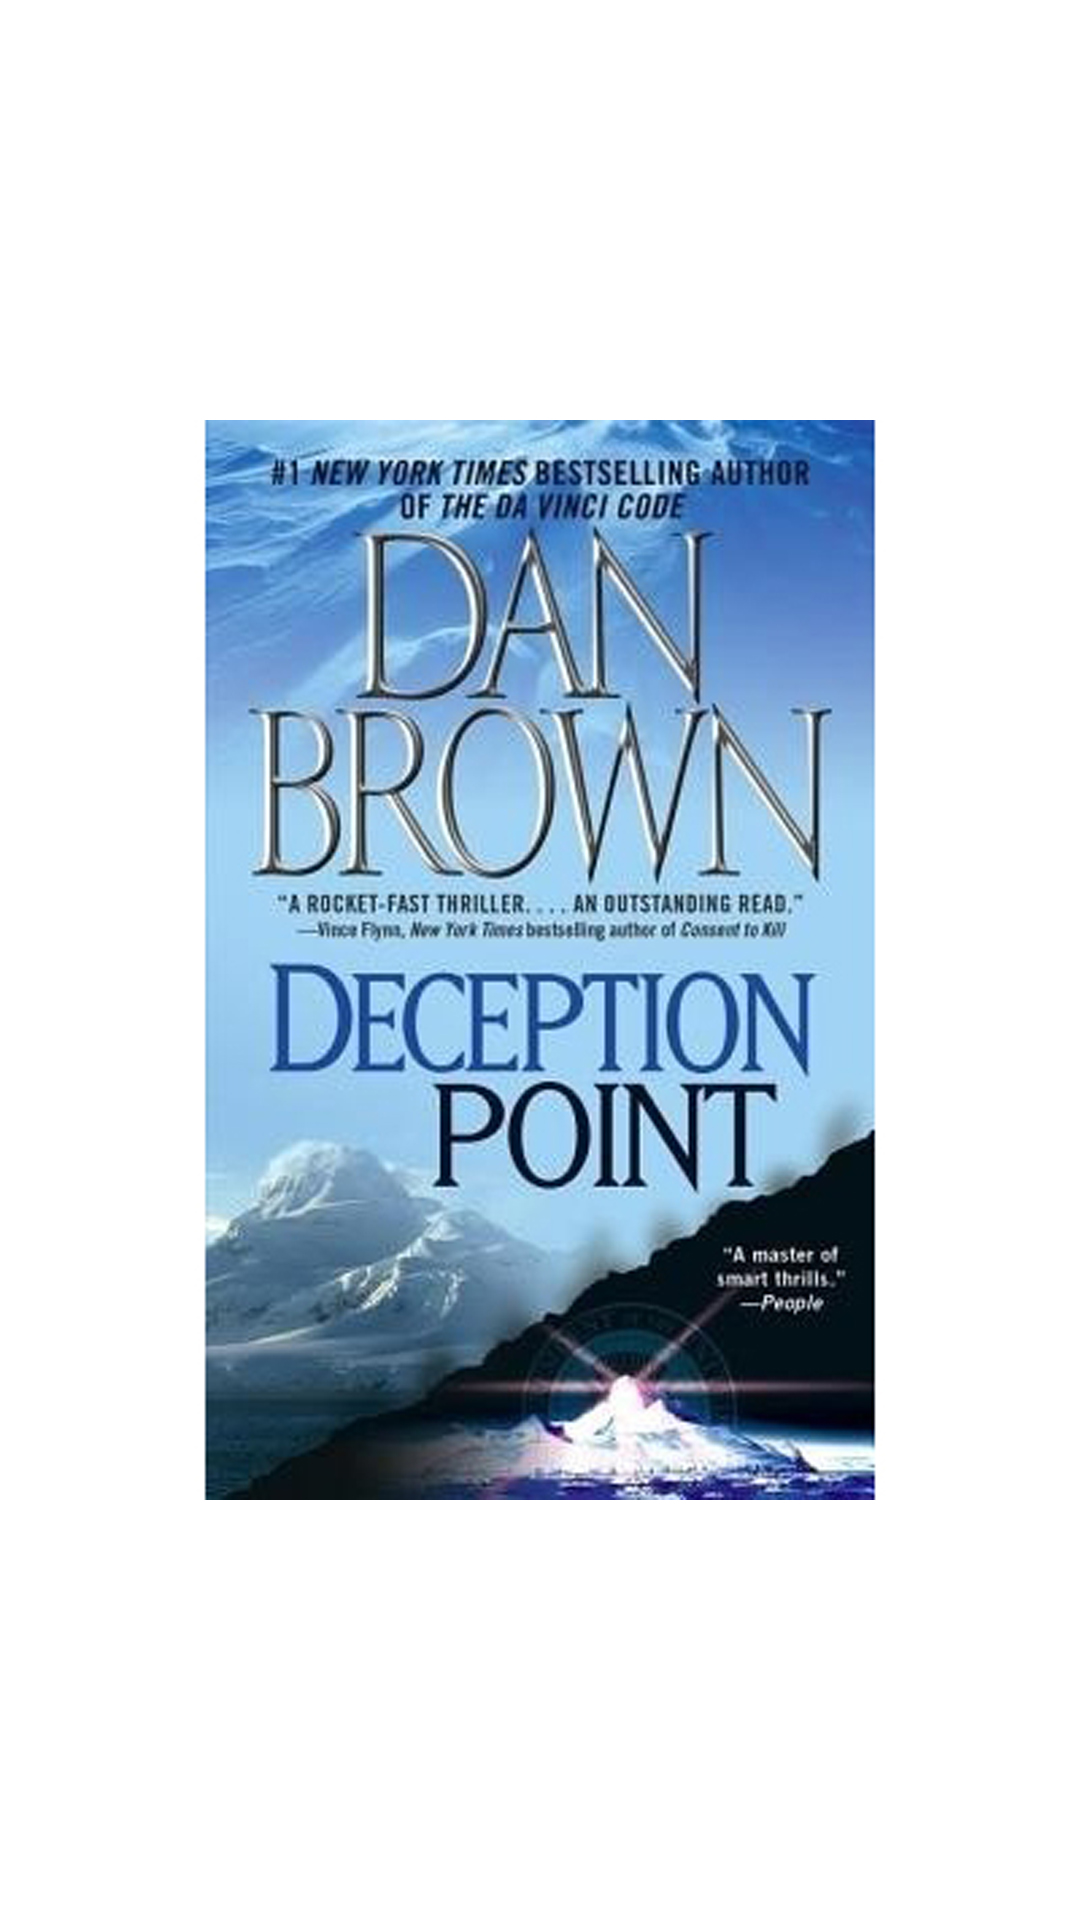 #1 NEW YORK TIMES BESTSELLING AUTHOR
OF THE DA VINCI CODE
DAN
BROWN
“A ROCKET-FAST THRILLER. . . . AN OUTSTANDING READ.”
—Vince Flynn, New York Times bestselling author of Consent to Kill
DECEPTION
POINT
“A master of
smart thrills.”
—People